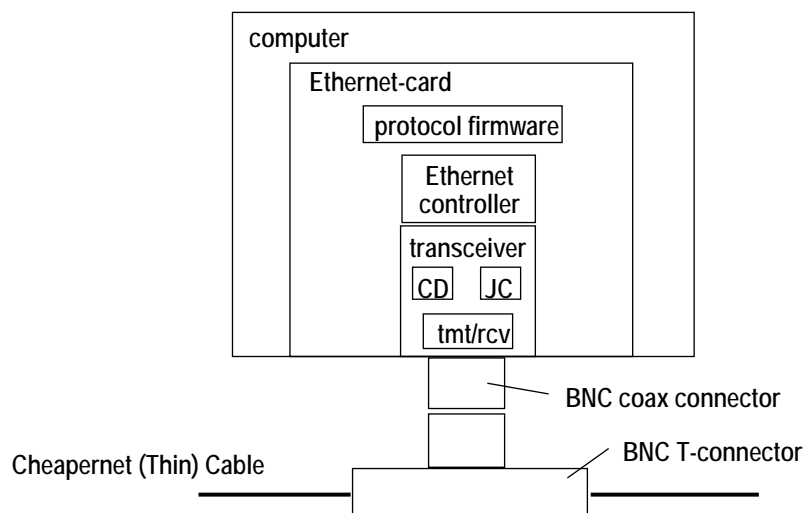 computer
Ethernet-card
protocol firmware
Ethernet
controller
transceiver
CD
JC
tmt/rcv
BNC coax connector
BNC T-connector
Cheapernet (Thin) Cable